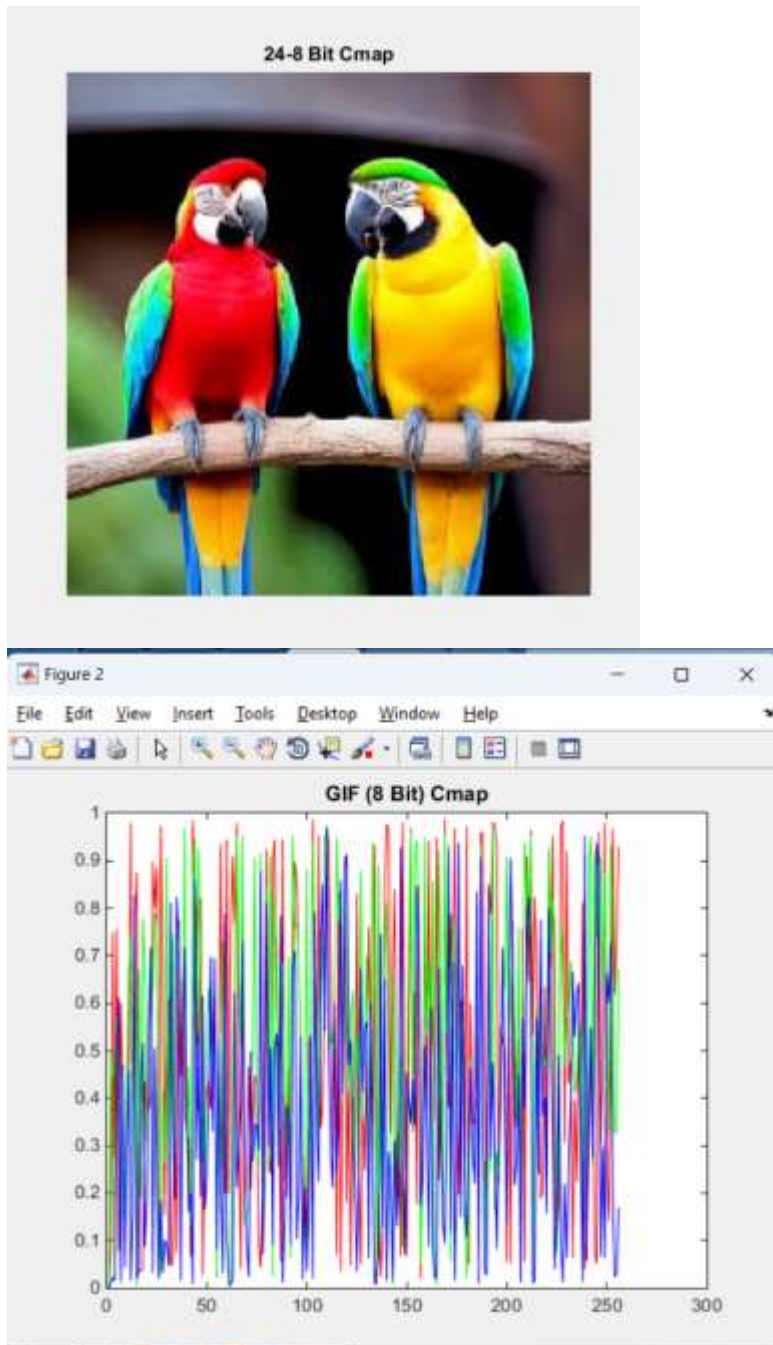 24-8 Bit Cmap
Figure 2
File Edit View Insert Tools Desktop Window Help
GIF (8 Bit) Cmap
1
0.9
0.8
0.7
0.6
0.5
0.4
0.3
0.2
0.1
0
0 50 100 150 200 250 300